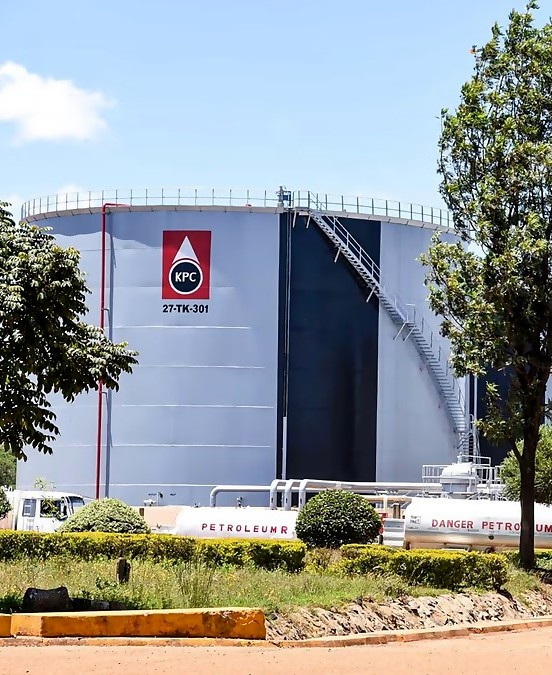 KPC
27-TK-301
PETROLEUM R
DANGER PETROLEUM